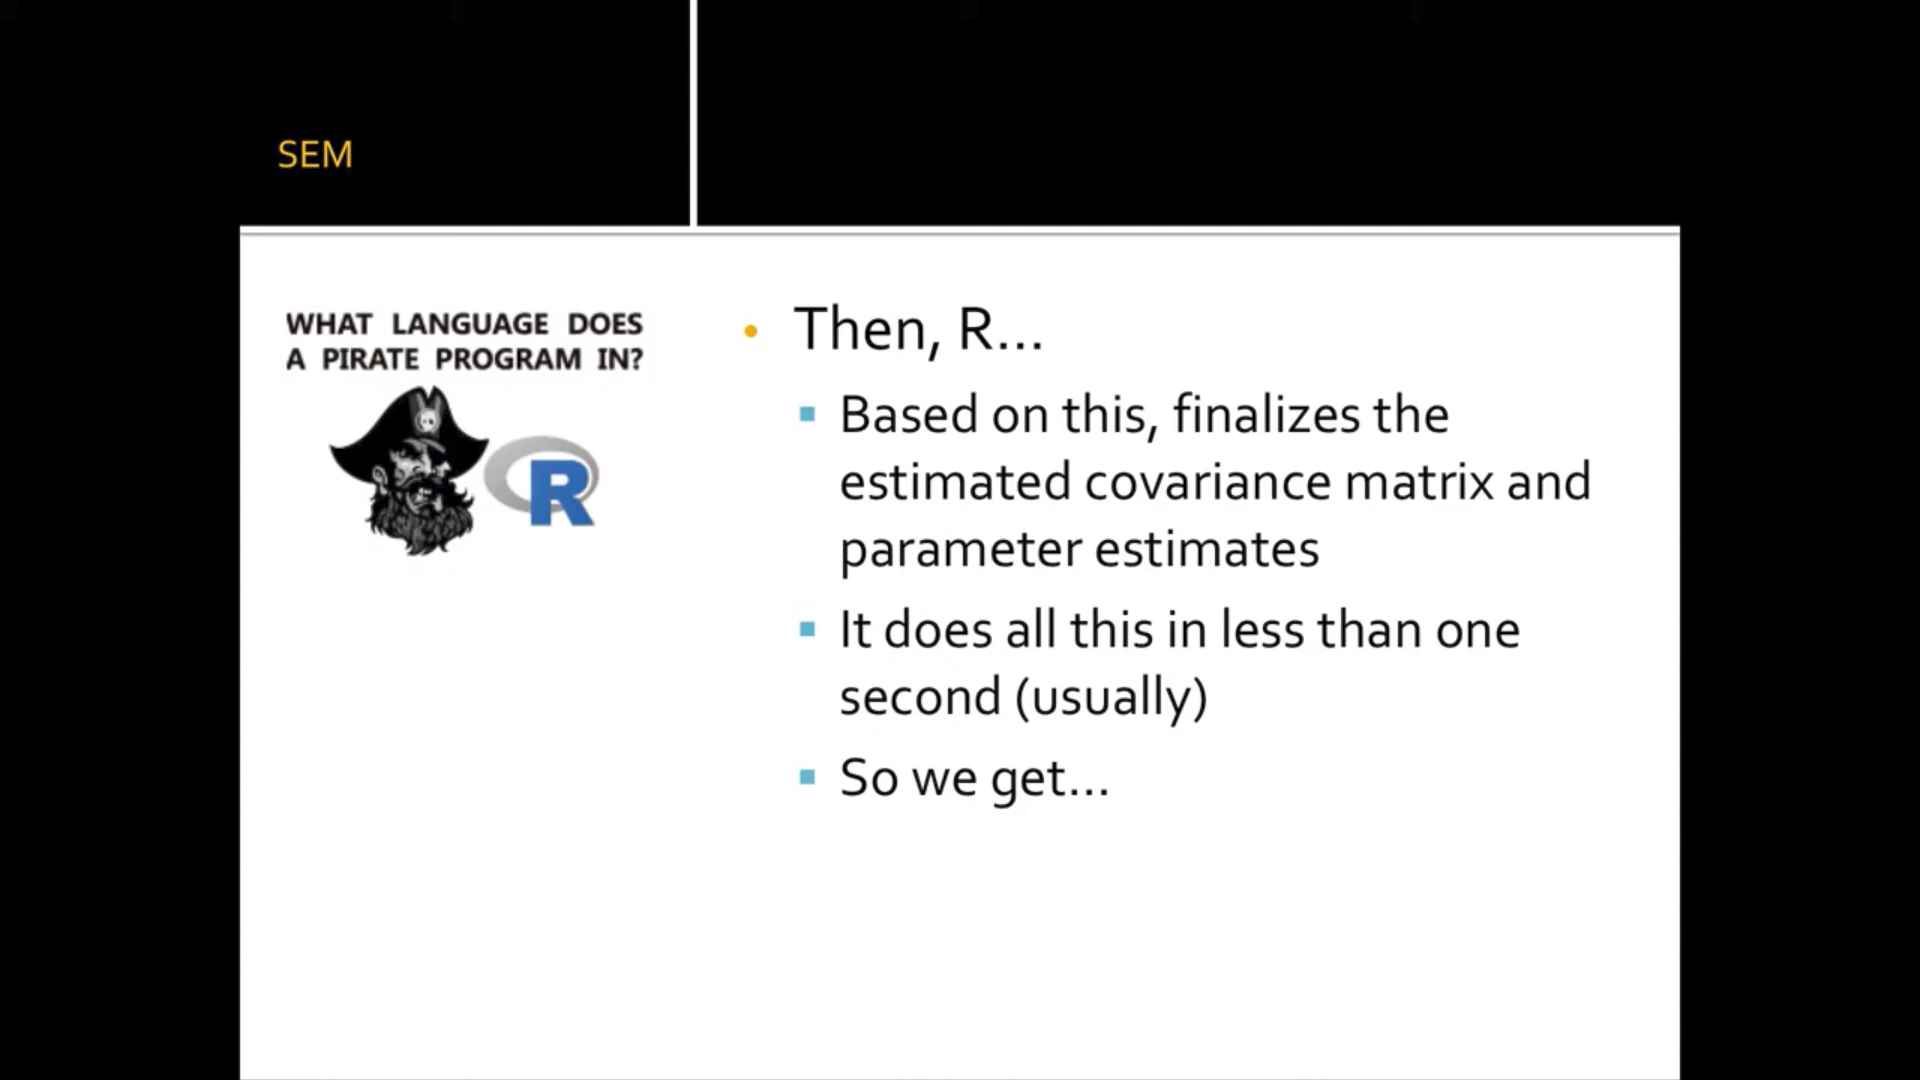 SEM
WHAT LANGUAGE DOES
A PIRATE PROGRAM IN?
R
Then, R...
Based on this, finalizes the
estimated covariance matrix and
parameter estimates
It does all this in less than one
second (usually)
So we get...